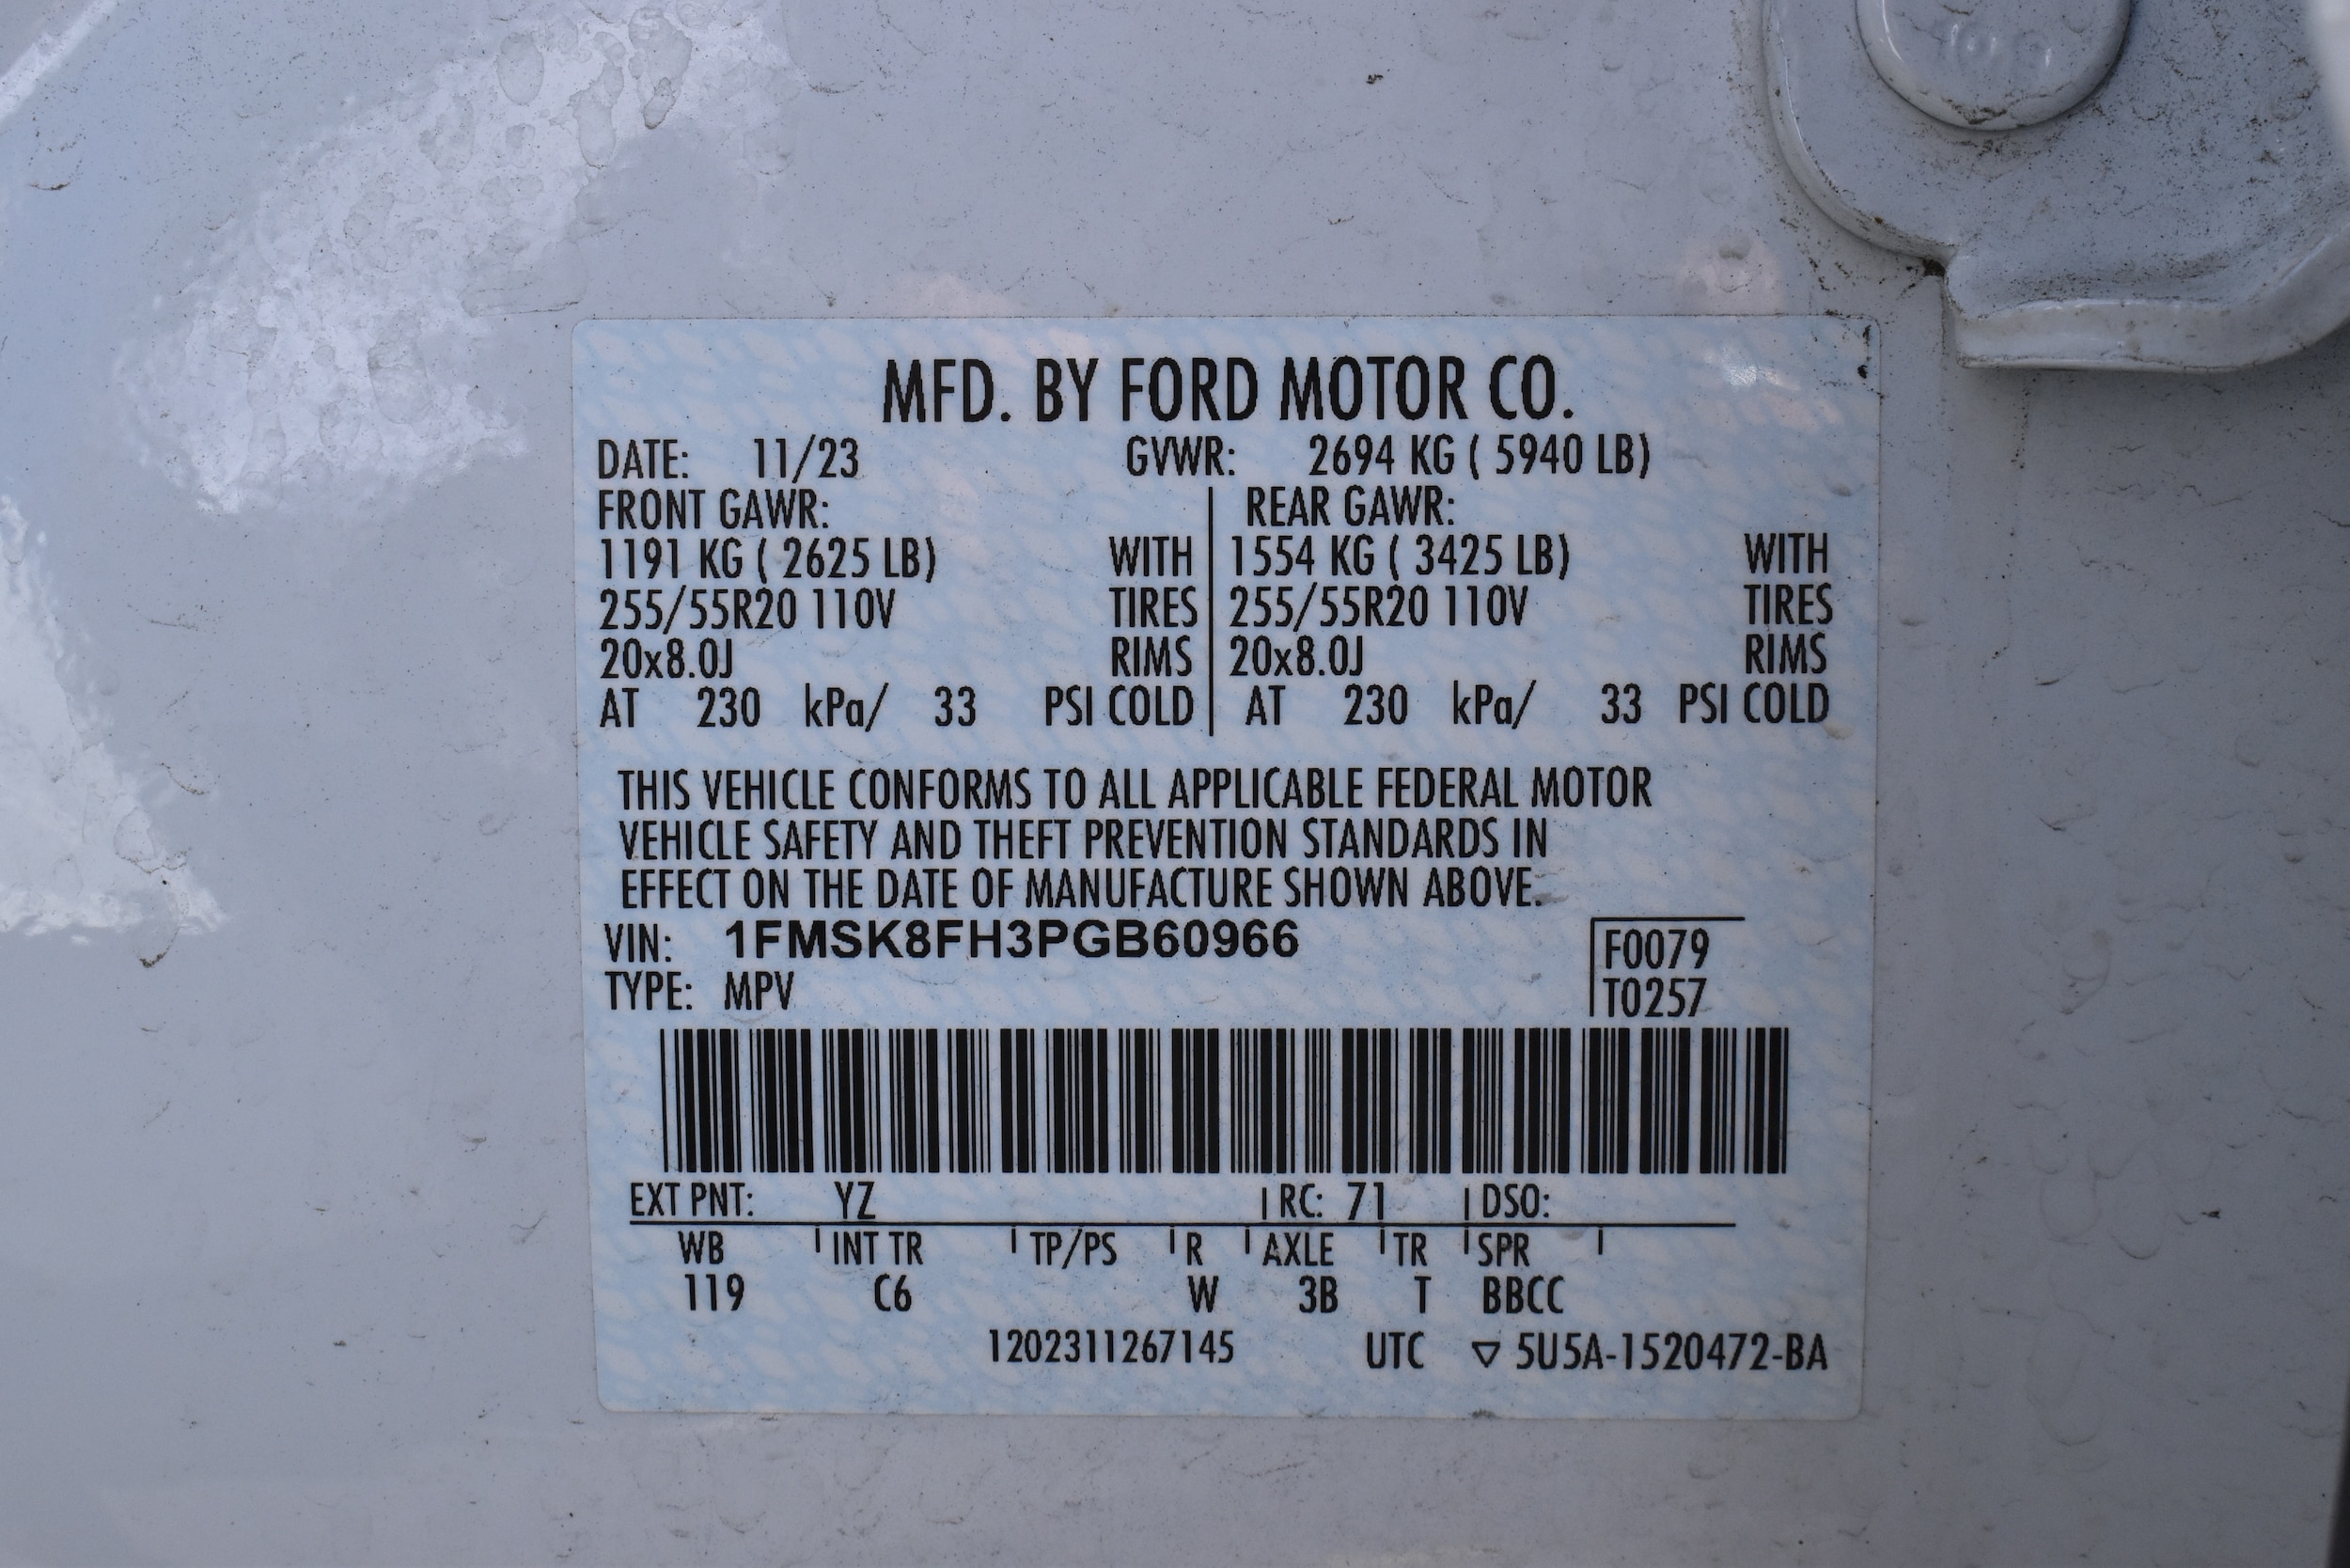 MFD. BY FORD MOTOR CO.
DATE: 11/23 GVWR: 2694 KG ( 5940 LB)
FRONT GAWR: REAR GAWR:
1191 KG ( 2625 LB) WITH 1554 KG ( 3425 LB) WITH
255/55R20 110V TIRES 255/55R20 110V TIRES
20x8.0J RIMS 20x8.0J RIMS
AT 230 kPa/ 33 PSI COLD AT 230 kPa/ 33 PSI COLD
THIS VEHICLE CONFORMS TO ALL APPLICABLE FEDERAL MOTOR
VEHICLE SAFETY AND THEFT PREVENTION STANDARDS IN
EFFECT ON THE DATE OF MANUFACTURE SHOWN ABOVE.
VIN: 1FMSK8FH3PGB60966 F0079
TYPE: MPV T0257
EXT PNT: YZ RC: 71 DSO:
WB INT TR TP/PS R AXLE TR SPR
119 C6 W 3B T BBCC
1202311267145 UTC ▽ 5U5A-1520472-BA